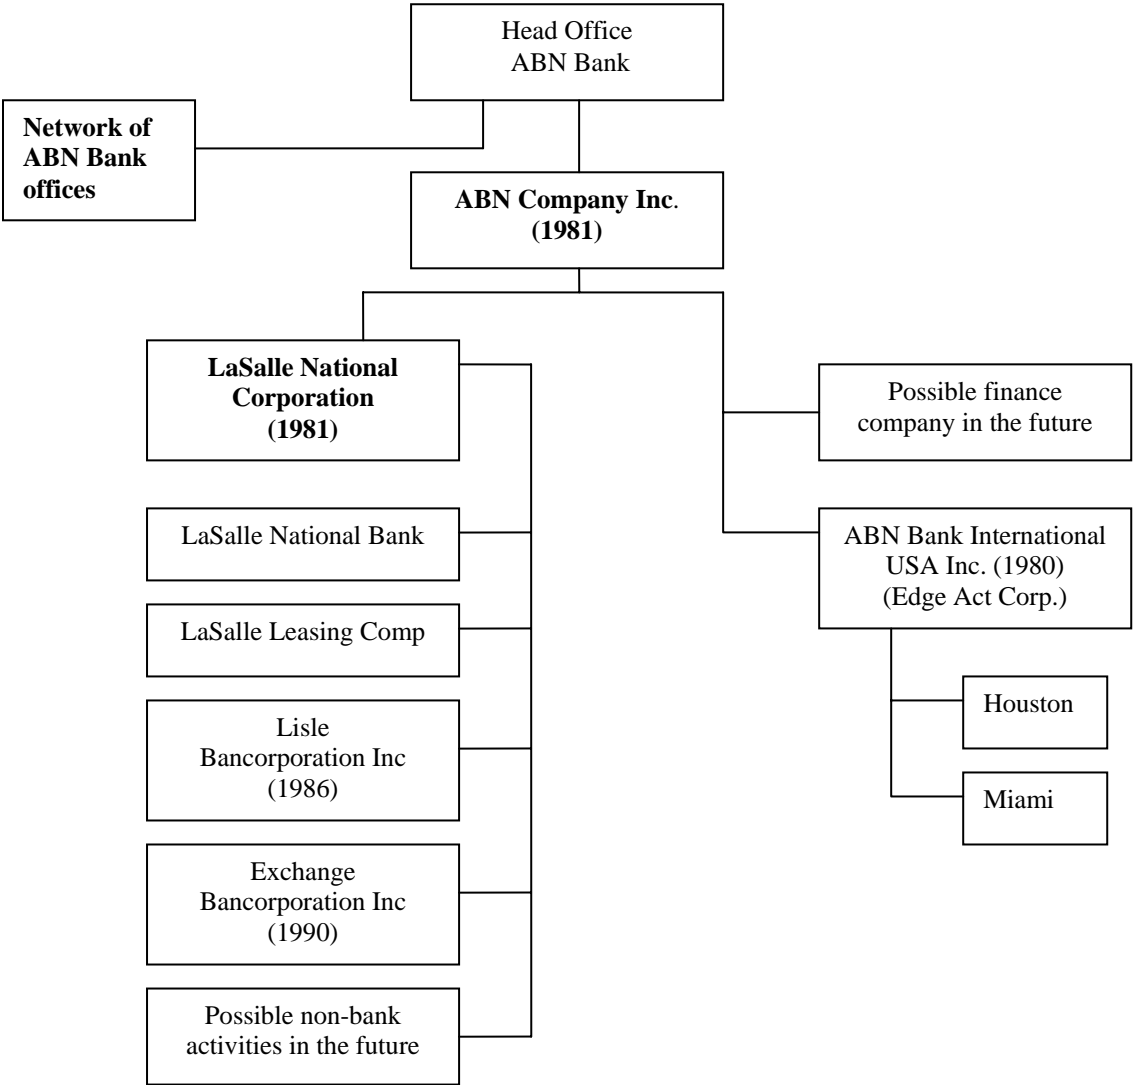 Head Office
ABN Bank
Network of
ABN Bank
offices
ABN Company Inc.
(1981)
LaSalle National
Corporation
(1981)
Possible finance
company in the future
LaSalle National Bank
ABN Bank International
USA Inc. (1980)
(Edge Act Corp.)
LaSalle Leasing Comp
Houston
Lisle
Bancorporation Inc
(1986)
Miami
Exchange
Bancorporation Inc
(1990)
Possible non-bank
activities in the future